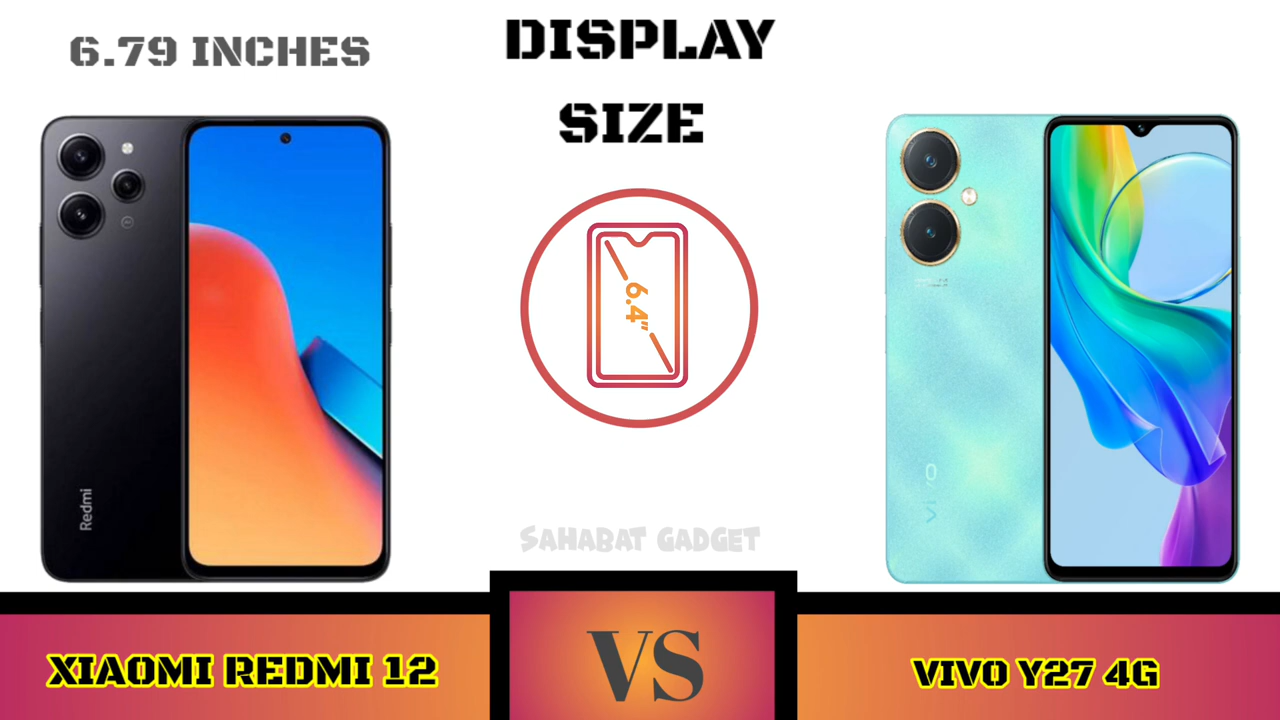 6.79 INCHES
DISPLAY
SIZE
6.4"
Redmi
vivo
SAHABAT GADGET
XIAOMI REDMI 12
VS
VIVO Y27 4G